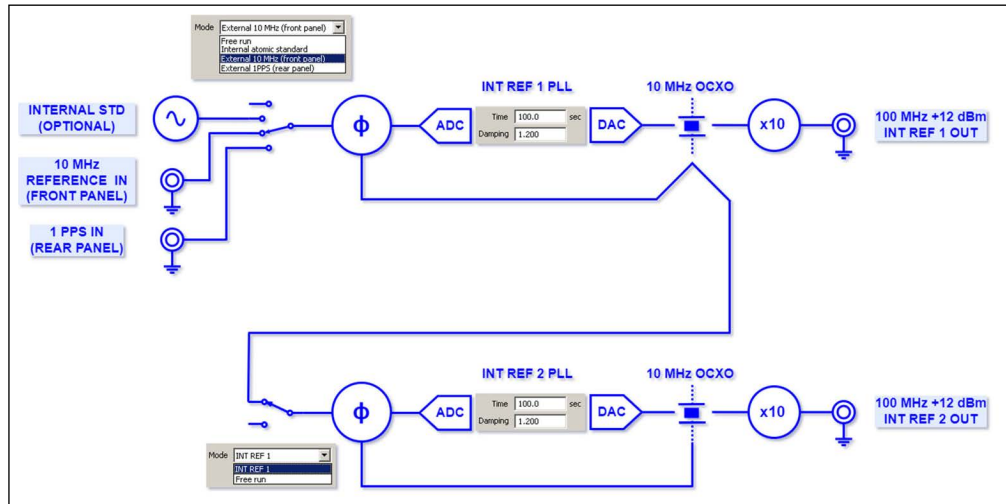 Mode External 10 MHz (front panel)
Free run
Internal atomic standard
External 10 MHz (front panel)
External 1PPS (rear panel)
INTERNAL STD
(OPTIONAL)
10 MHz
REFERENCE IN
(FRONT PANEL)
1 PPS IN
(REAR PANEL)
ϕ
INT REF 1 PLL
ADC
Time 100.0 sec
Damping 1.200
DAC
10 MHz OCXO
x10
100 MHz +12 dBm
INT REF 1 OUT
ϕ
INT REF 2 PLL
ADC
Time 100.0 sec
Damping 1.200
DAC
10 MHz OCXO
x10
100 MHz +12 dBm
INT REF 2 OUT
Mode INT REF 1
INT REF 1
Free run